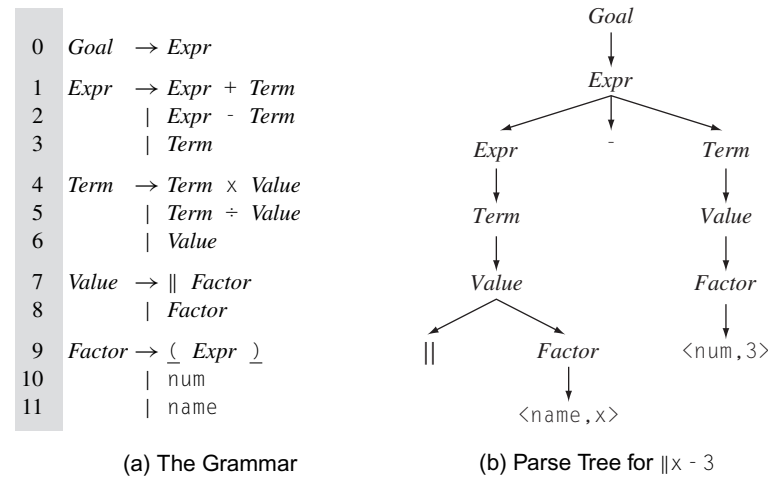 0 Goal → Expr
1 Expr → Expr + Term
2 | Expr - Term
3 | Term
4 Term → Term x Value
5 | Term ÷ Value
6 | Value
7 Value → || Factor
8 | Factor
9 Factor → ( Expr )
10 | num
11 | name
(a) The Grammar
Goal
Expr
Expr - Term
Term Value
Value Factor
|| Factor <num,3>
<name,x>
(b) Parse Tree for ||x - 3